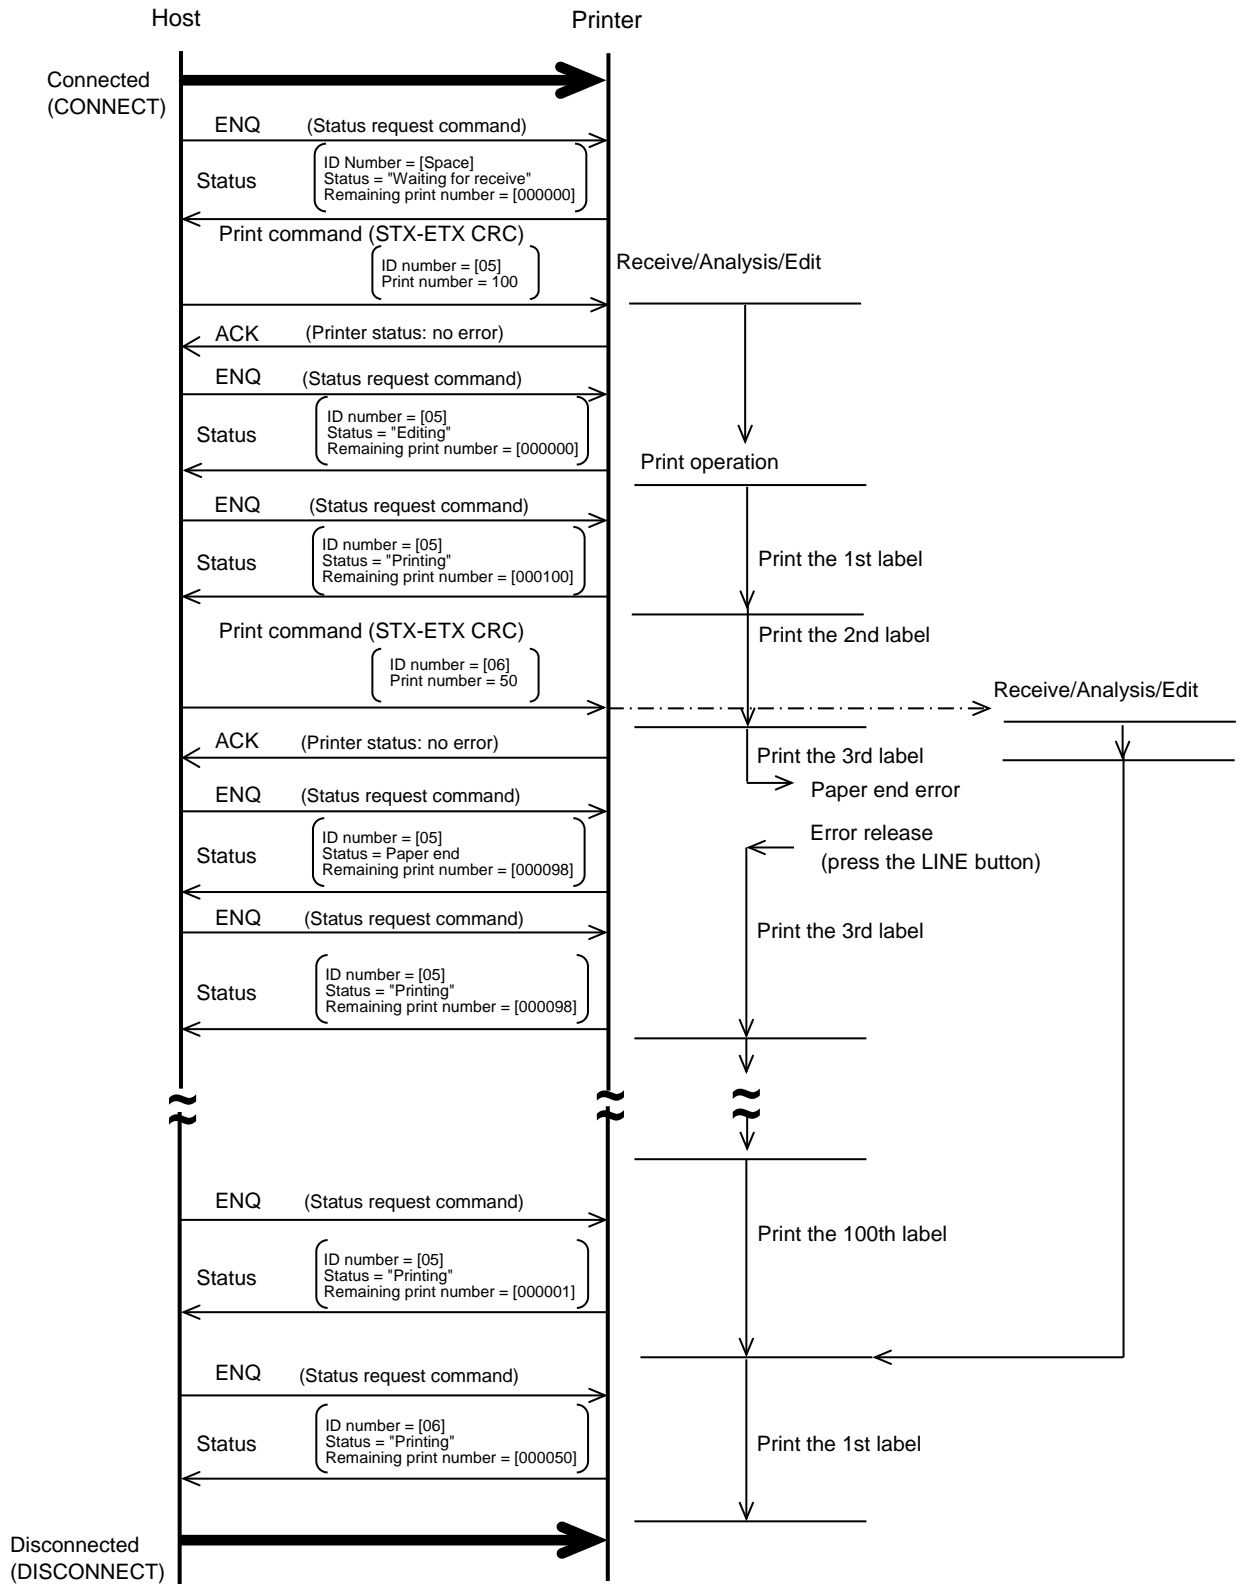 Host
Printer
Connected
(CONNECT)
ENQ (Status request command)
ID Number = [Space]
Status = "Waiting for receive"
Remaining print number = [000000]
Status
Print command (STX-ETX CRC)
ID number = [05]
Print number = 100
Receive/Analysis/Edit
ACK (Printer status: no error)
ENQ (Status request command)
ID number = [05]
Status = "Editing"
Remaining print number = [000000]
Status
Print operation
ENQ (Status request command)
ID number = [05]
Status = "Printing"
Remaining print number = [000100]
Status
Print the 1st label
Print command (STX-ETX CRC)
Print the 2nd label
ID number = [06]
Print number = 50
Receive/Analysis/Edit
ACK (Printer status: no error)
Print the 3rd label
Paper end error
ENQ (Status request command)
ID number = [05]
Status = Paper end
Remaining print number = [000098]
Status
Error release
(press the LINE button)
ENQ (Status request command)
Print the 3rd label
ID number = [05]
Status = "Printing"
Remaining print number = [000098]
Status
ENQ (Status request command)
Print the 100th label
ID number = [05]
Status = "Printing"
Remaining print number = [000001]
Status
ENQ (Status request command)
ID number = [06]
Status = "Printing"
Remaining print number = [000050]
Status
Print the 1st label
Disconnected
(DISCONNECT)